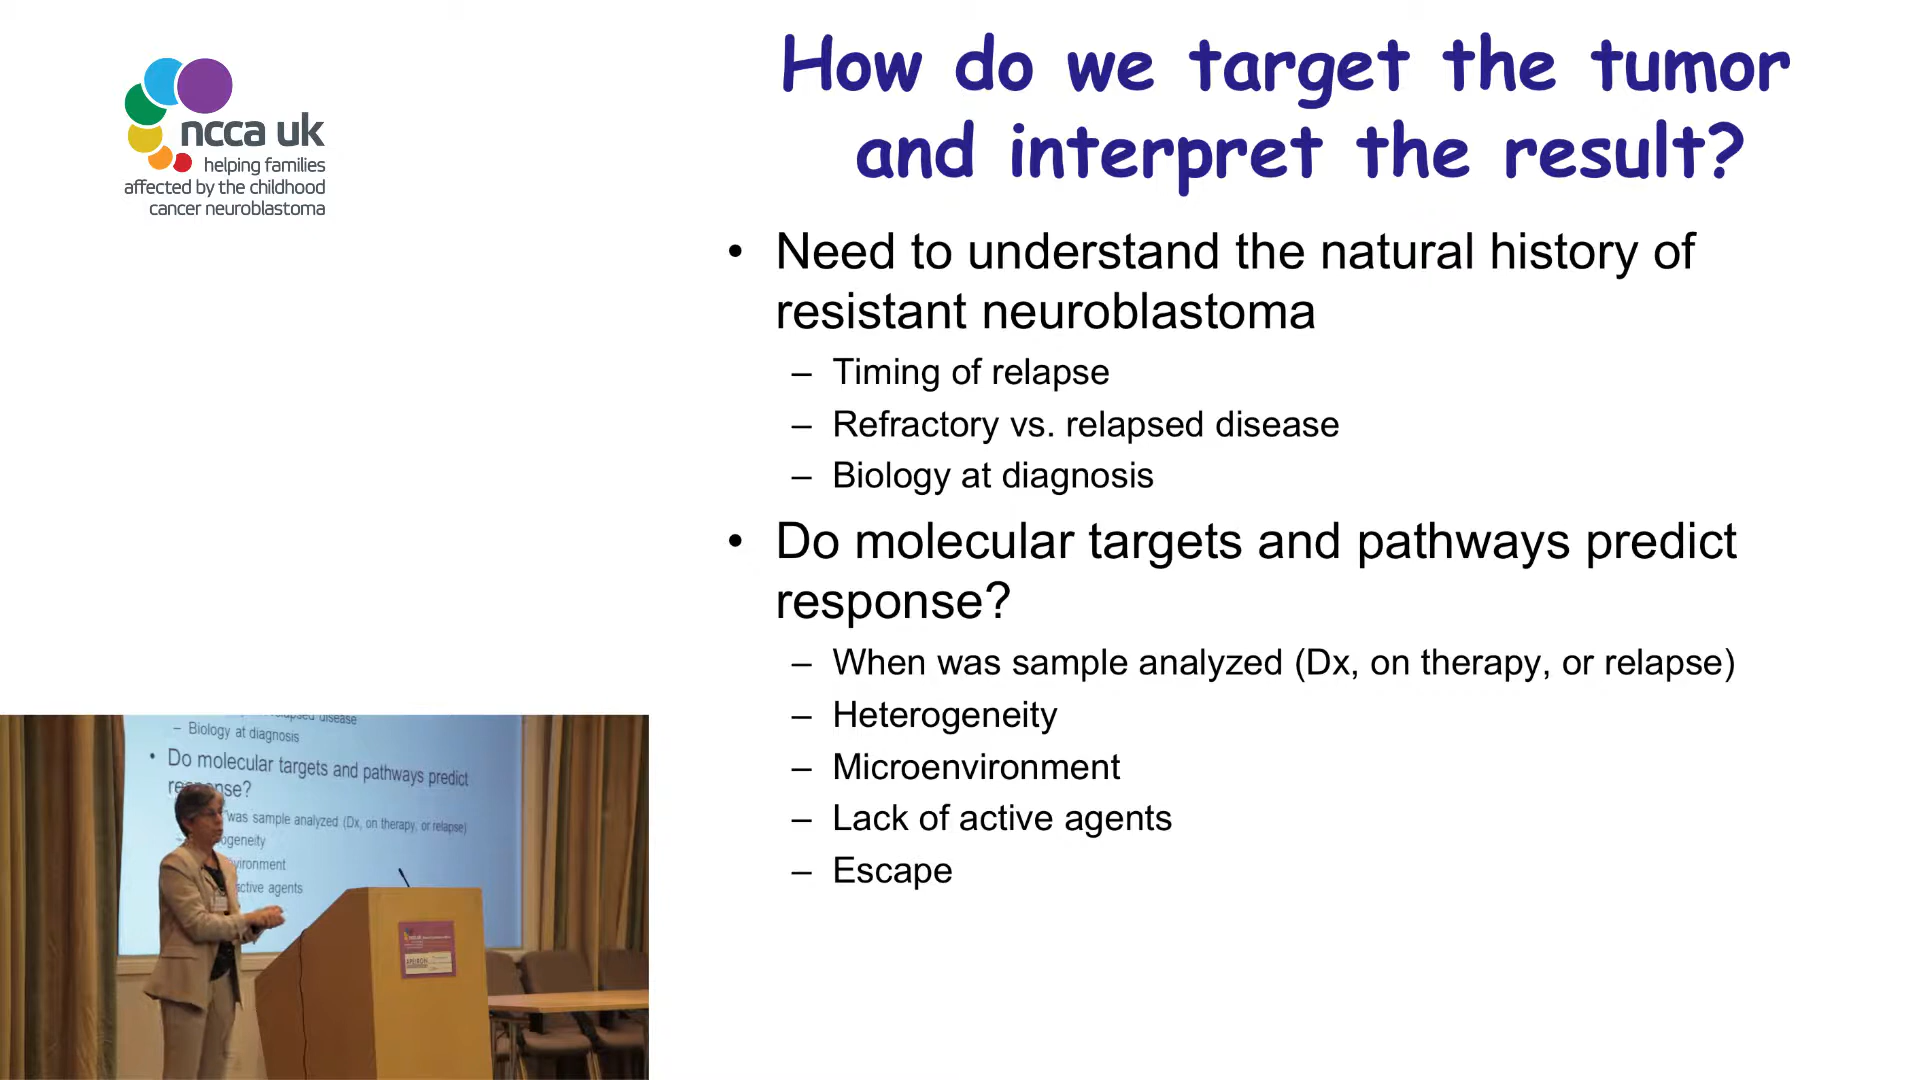 ncca uk
helping families
affected by the childhood
cancer neuroblastoma
How do we target the tumor
and interpret the result?
• Need to understand the natural history of
resistant neuroblastoma
– Timing of relapse
– Refractory vs. relapsed disease
– Biology at diagnosis
• Do molecular targets and pathways predict
response?
– When was sample analyzed (Dx, on therapy, or relapse)
– Heterogeneity
– Microenvironment
– Lack of active agents
– Escape
disease
– Biology at diagnosis
• Do molecular targets and pathways predict
was sample analyzed (Dx, on therapy, or relapse)
agents